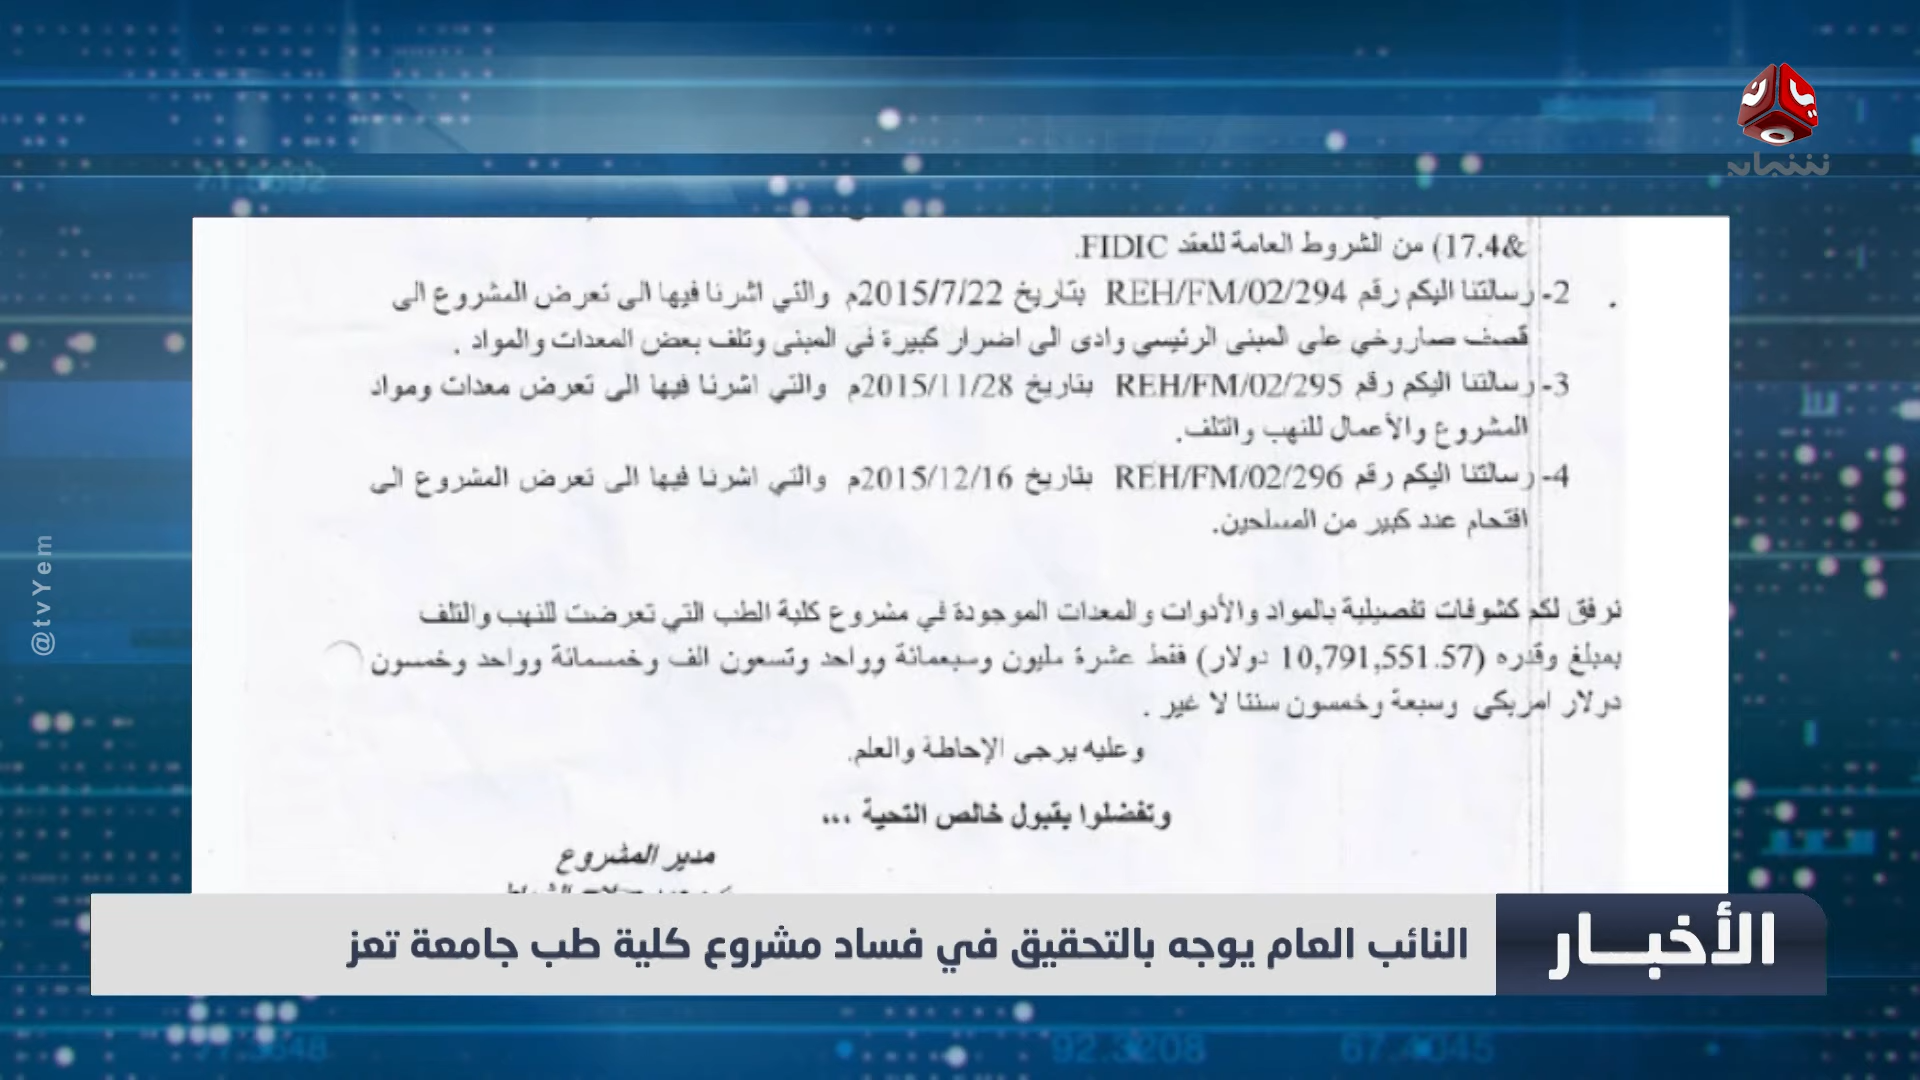 &17.4) من الشروط العامة للعقد FIDIC.
2- رسالتنا اليكم رقم REH/FM/02/294 بتاريخ 2015/7/22م والتي اشرنا فيها الى تعرض المشروع الى
قصف صاروخي على المبنى الرئيسي وادى الى اضرار كبيرة في المبنى وتلف بعض المعدات والمواد .
3- رسالتنا اليكم رقم REH/FM/02/295 بتاريخ 2015/11/28م والتي اشرنا فيها الى تعرض معدات ومواد
المشروع والأعمال للنهب والتلف.
4- رسالتنا اليكم رقم REH/FM/02/296 بتاريخ 2015/12/16م والتي اشرنا فيها الى تعرض المشروع الى
اقتحام عدد كبير من المسلحين.
نرفق لكم كشوفات تفصيلية بالمواد والأدوات والمعدات الموجودة في مشروع كلية الطب التي تعرضت للنهب والتلف
بمبلغ وقدره (10,791,551.57 دولار) فقط عشرة مليون وسبعمائة وواحد وتسعون الف وخمسمائة وواحد وخمسون
دولار امريكي وسبعة وخمسون سنتا لا غير .
وعليه يرجى الإحاطة والعلم.
وتفضلوا بقبول خالص التحية ...
مدير المشروع
الأخبـــار
النائب العام يوجه بالتحقيق في فساد مشروع كلية طب جامعة تعز
@tvYem
71.3648
92.3208
67.4045